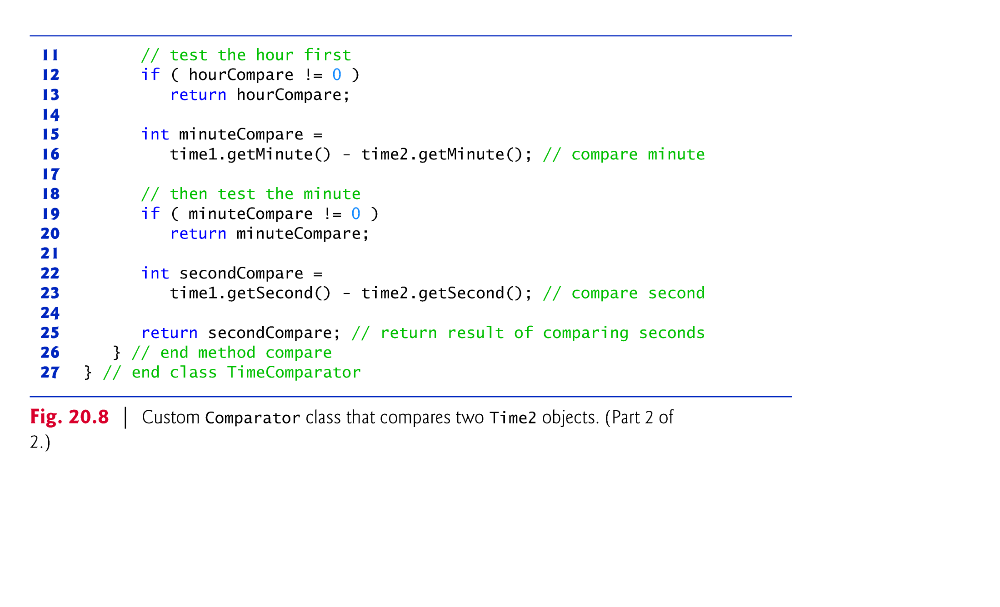 11 // test the hour first
12 if ( hourCompare != 0 )
13 return hourCompare;
14
15 int minuteCompare =
16 time1.getMinute() - time2.getMinute(); // compare minute
17
18 // then test the minute
19 if ( minuteCompare != 0 )
20 return minuteCompare;
21
22 int secondCompare =
23 time1.getSecond() - time2.getSecond(); // compare second
24
25 return secondCompare; // return result of comparing seconds
26 } // end method compare
27 } // end class TimeComparator
Fig. 20.8 | Custom Comparator class that compares two Time2 objects. (Part 2 of
2.)